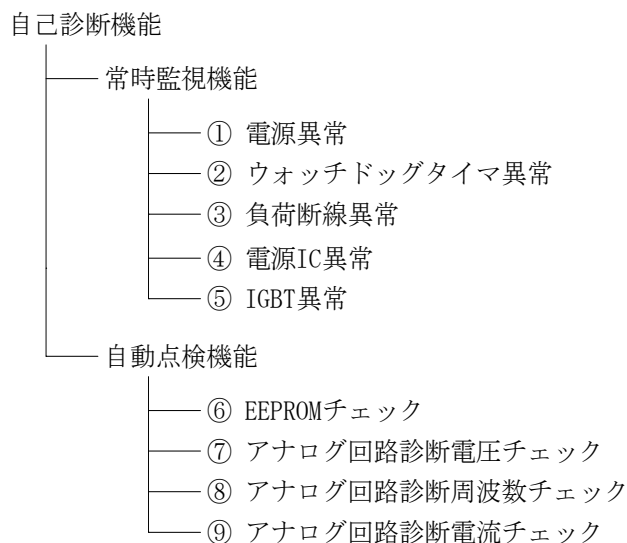 自己診断機能
常時監視機能
① 電源異常
② ウォッチドッグタイマ異常
③ 負荷断線異常
④ 電源IC異常
⑤ IGBT異常
自動点検機能
⑥ EEPROMチェック
⑦ アナログ回路診断電圧チェック
⑧ アナログ回路診断周波数チェック
⑨ アナログ回路診断電流チェック